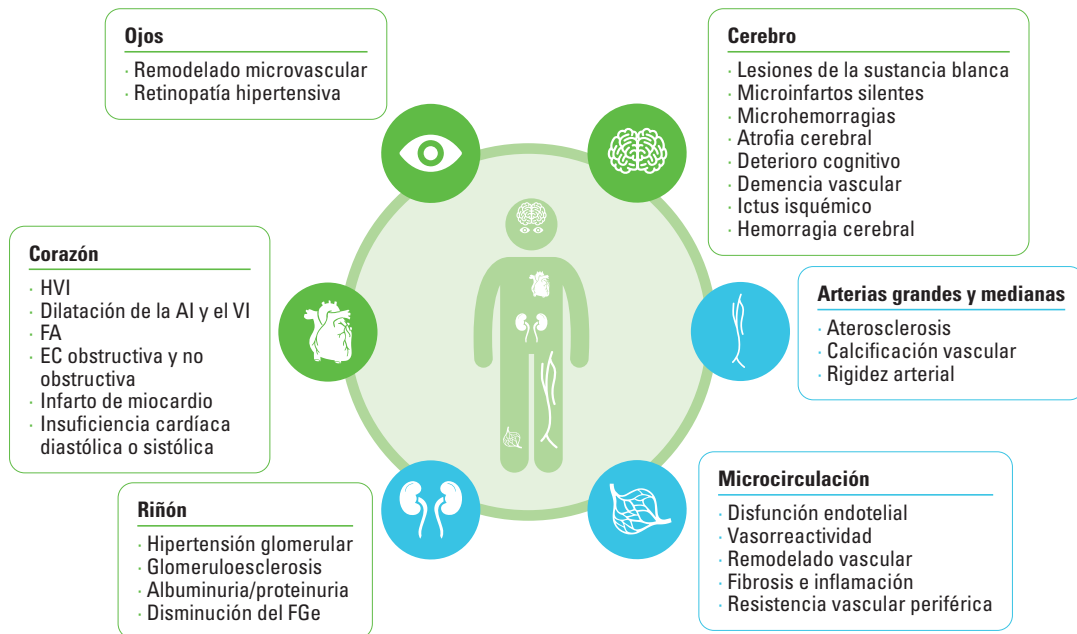 Ojos
· Remodelado microvascular
· Retinopatía hipertensiva
Cerebro
· Lesiones de la sustancia blanca
· Microinfartos silentes
· Microhemorragias
· Atrofia cerebral
· Deterioro cognitivo
· Demencia vascular
· Ictus isquémico
· Hemorragia cerebral
Corazón
· HVI
· Dilatación de la AI y el VI
· FA
· EC obstructiva y no
obstructiva
· Infarto de miocardio
· Insuficiencia cardíaca
diastólica o sistólica
Arterias grandes y medianas
· Aterosclerosis
· Calcificación vascular
· Rigidez arterial
Riñón
· Hipertensión glomerular
· Glomeruloesclerosis
· Albuminuria/proteinuria
· Disminución del FGe
Microcirculación
· Disfunción endotelial
· Vasorreactividad
· Remodelado vascular
· Fibrosis e inflamación
· Resistencia vascular periférica